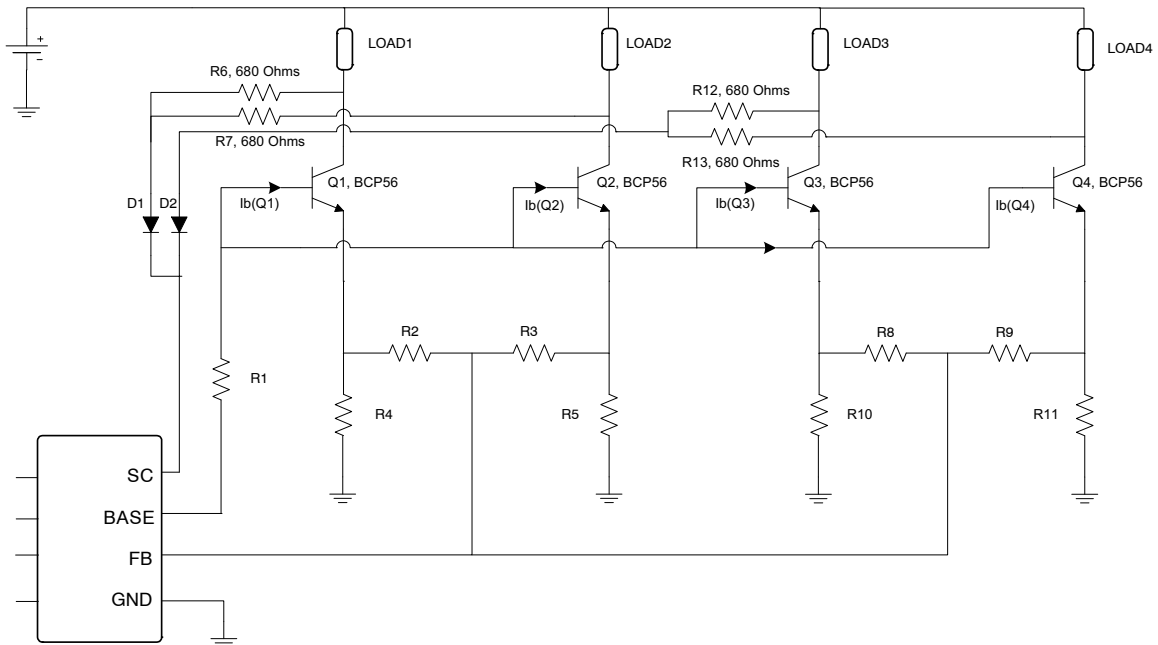 +
LOAD1
LOAD2
LOAD3
LOAD4
−
R6, 680 Ohms
R12, 680 Ohms
R7, 680 Ohms
R13, 680 Ohms
Q1, BCP56
Q2, BCP56
Q3, BCP56
Q4, BCP56
D1
D2
Ib(Q1)
Ib(Q2)
Ib(Q3)
Ib(Q4)
R2
R3
R8
R9
R1
R4
R5
R10
R11
SC
BASE
FB
GND